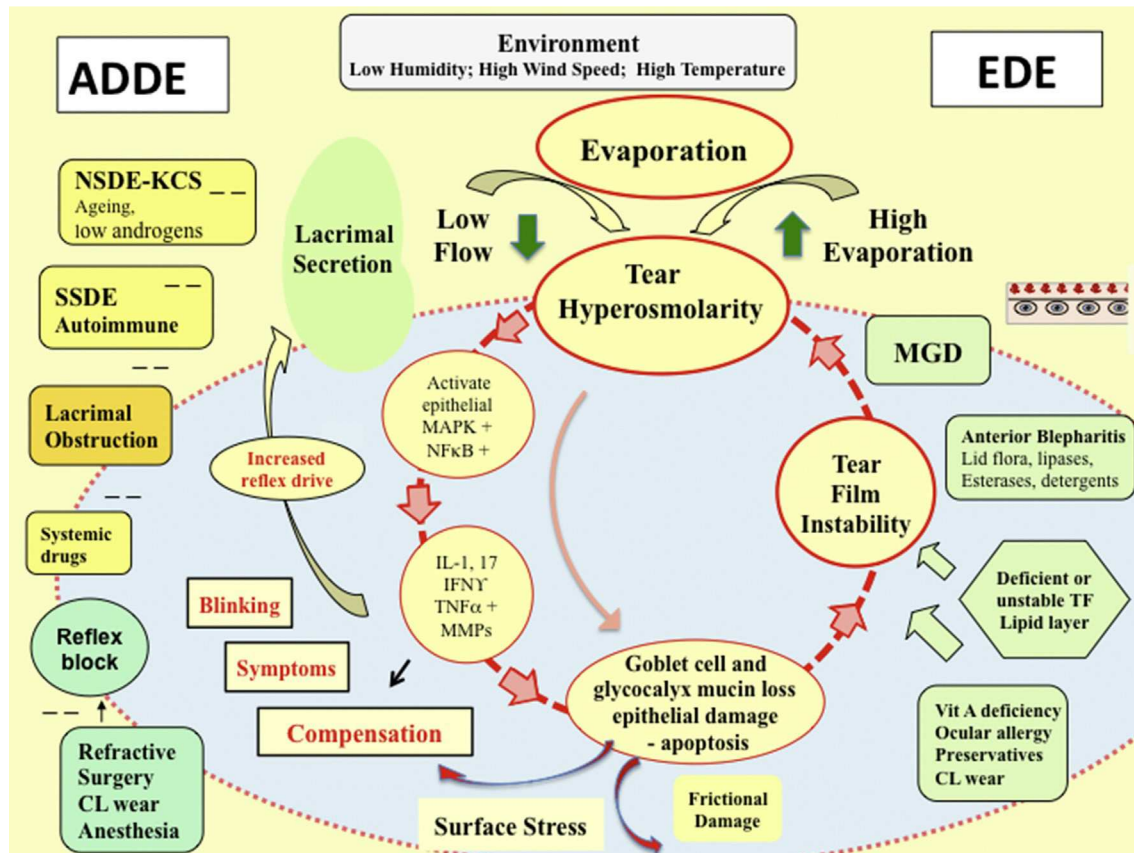 Environment
Low Humidity; High Wind Speed; High Temperature
ADDE
EDE
Evaporation
NSDE-KCS
Ageing,
low androgens
Lacrimal
Secretion
Low
Flow
High
Evaporation
Tear
Hyperosmolarity
SSDE
Autoimmune
MGD
Activate
epithelial
MAPK +
NFκB +
Lacrimal
Obstruction
Increased
reflex drive
Tear
Film
Instability
Anterior Blepharitis
Lid flora, lipases,
Esterases, detergents
Systemic
drugs
IL-1, 17
IFNϒ
TNFα +
MMPs
Blinking
Deficient or
unstable TF
Lipid layer
Reflex
block
Symptoms
Goblet cell and
glycocalyx mucin loss
epithelial damage
- apoptosis
Compensation
Vit A deficiency
Ocular allergy
Preservatives
CL wear
Refractive
Surgery
CL wear
Anesthesia
Surface Stress
Frictional
Damage